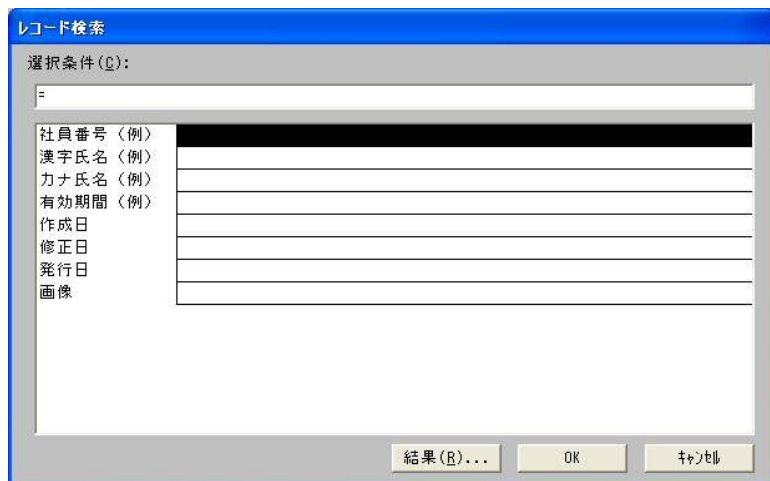 レコード検索
選択条件(C):
=
社員番号（例）
漢字氏名（例）
カナ氏名（例）
有効期間（例）
作成日
修正日
発行日
画像
結果(R)... OK ｷｬﾝｾﾙ